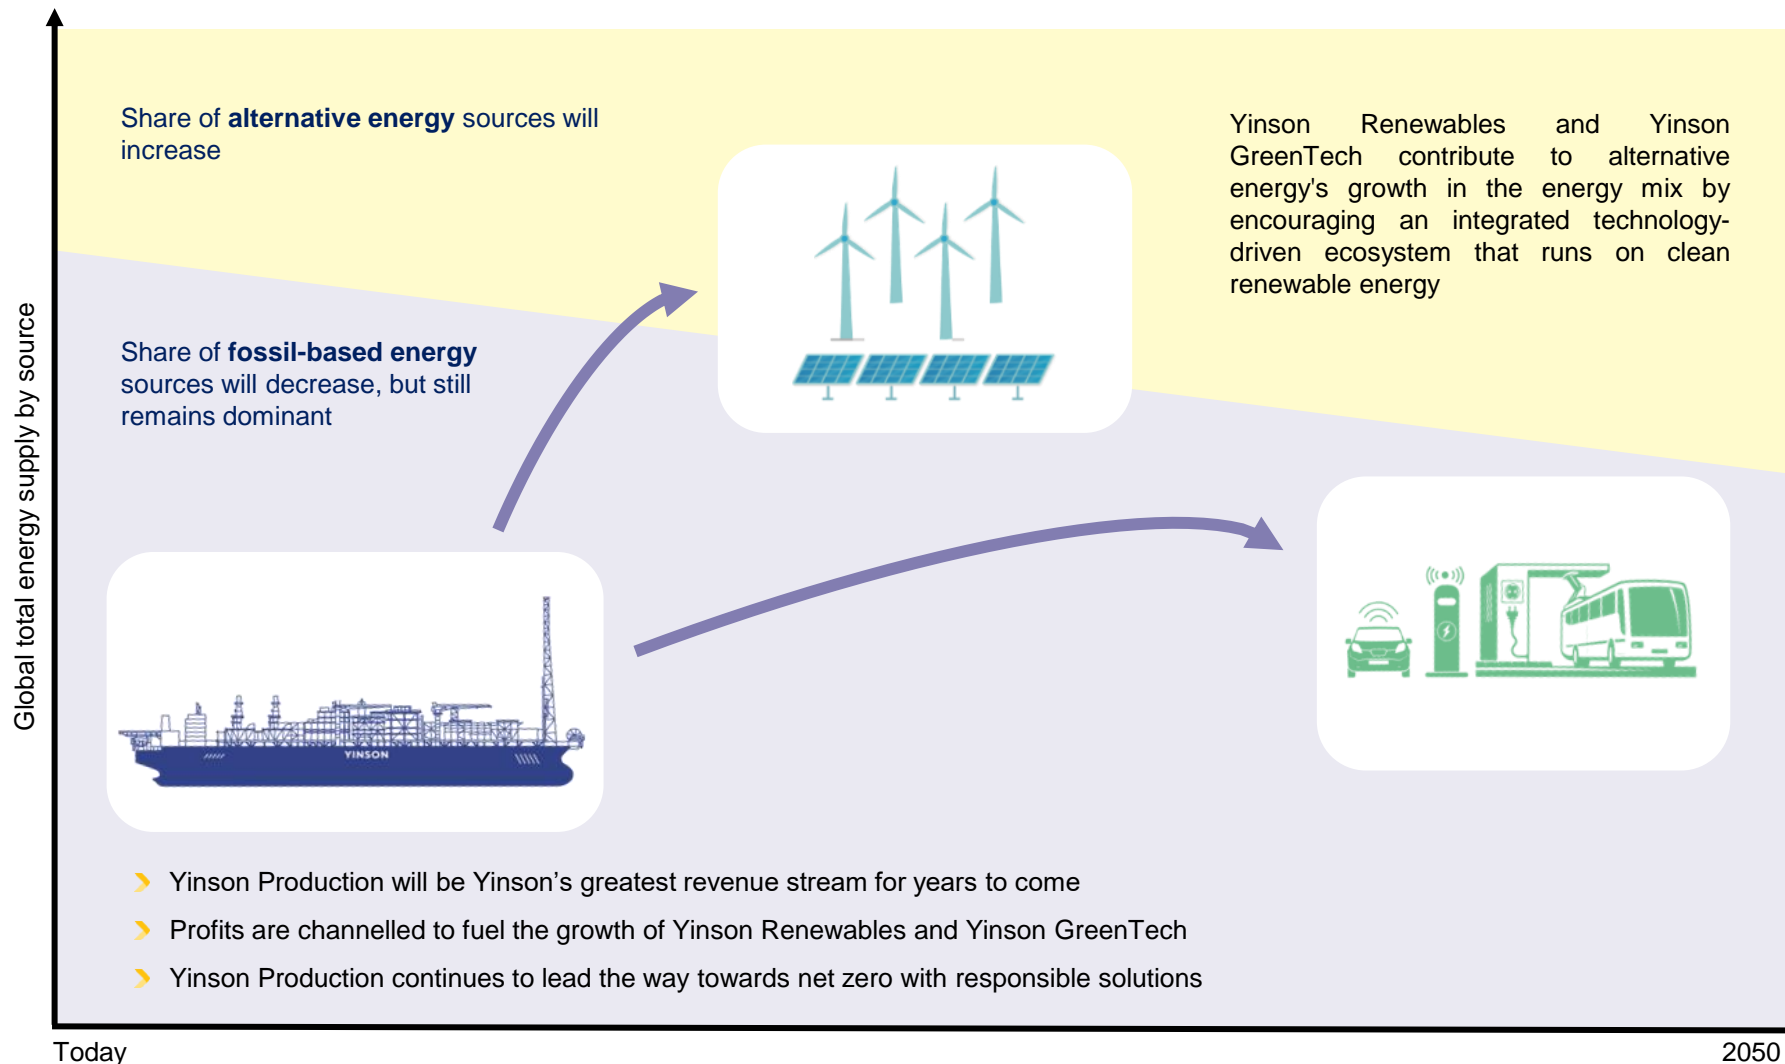 Global total energy supply by source
Share of alternative energy sources will
increase
Yinson Renewables and Yinson
GreenTech contribute to alternative
energy's growth in the energy mix by
encouraging an integrated technology-
driven ecosystem that runs on clean
renewable energy
Share of fossil-based energy
sources will decrease, but still
remains dominant
YINSON
Yinson Production will be Yinson’s greatest revenue stream for years to come
Profits are channelled to fuel the growth of Yinson Renewables and Yinson GreenTech
Yinson Production continues to lead the way towards net zero with responsible solutions
Today
2050